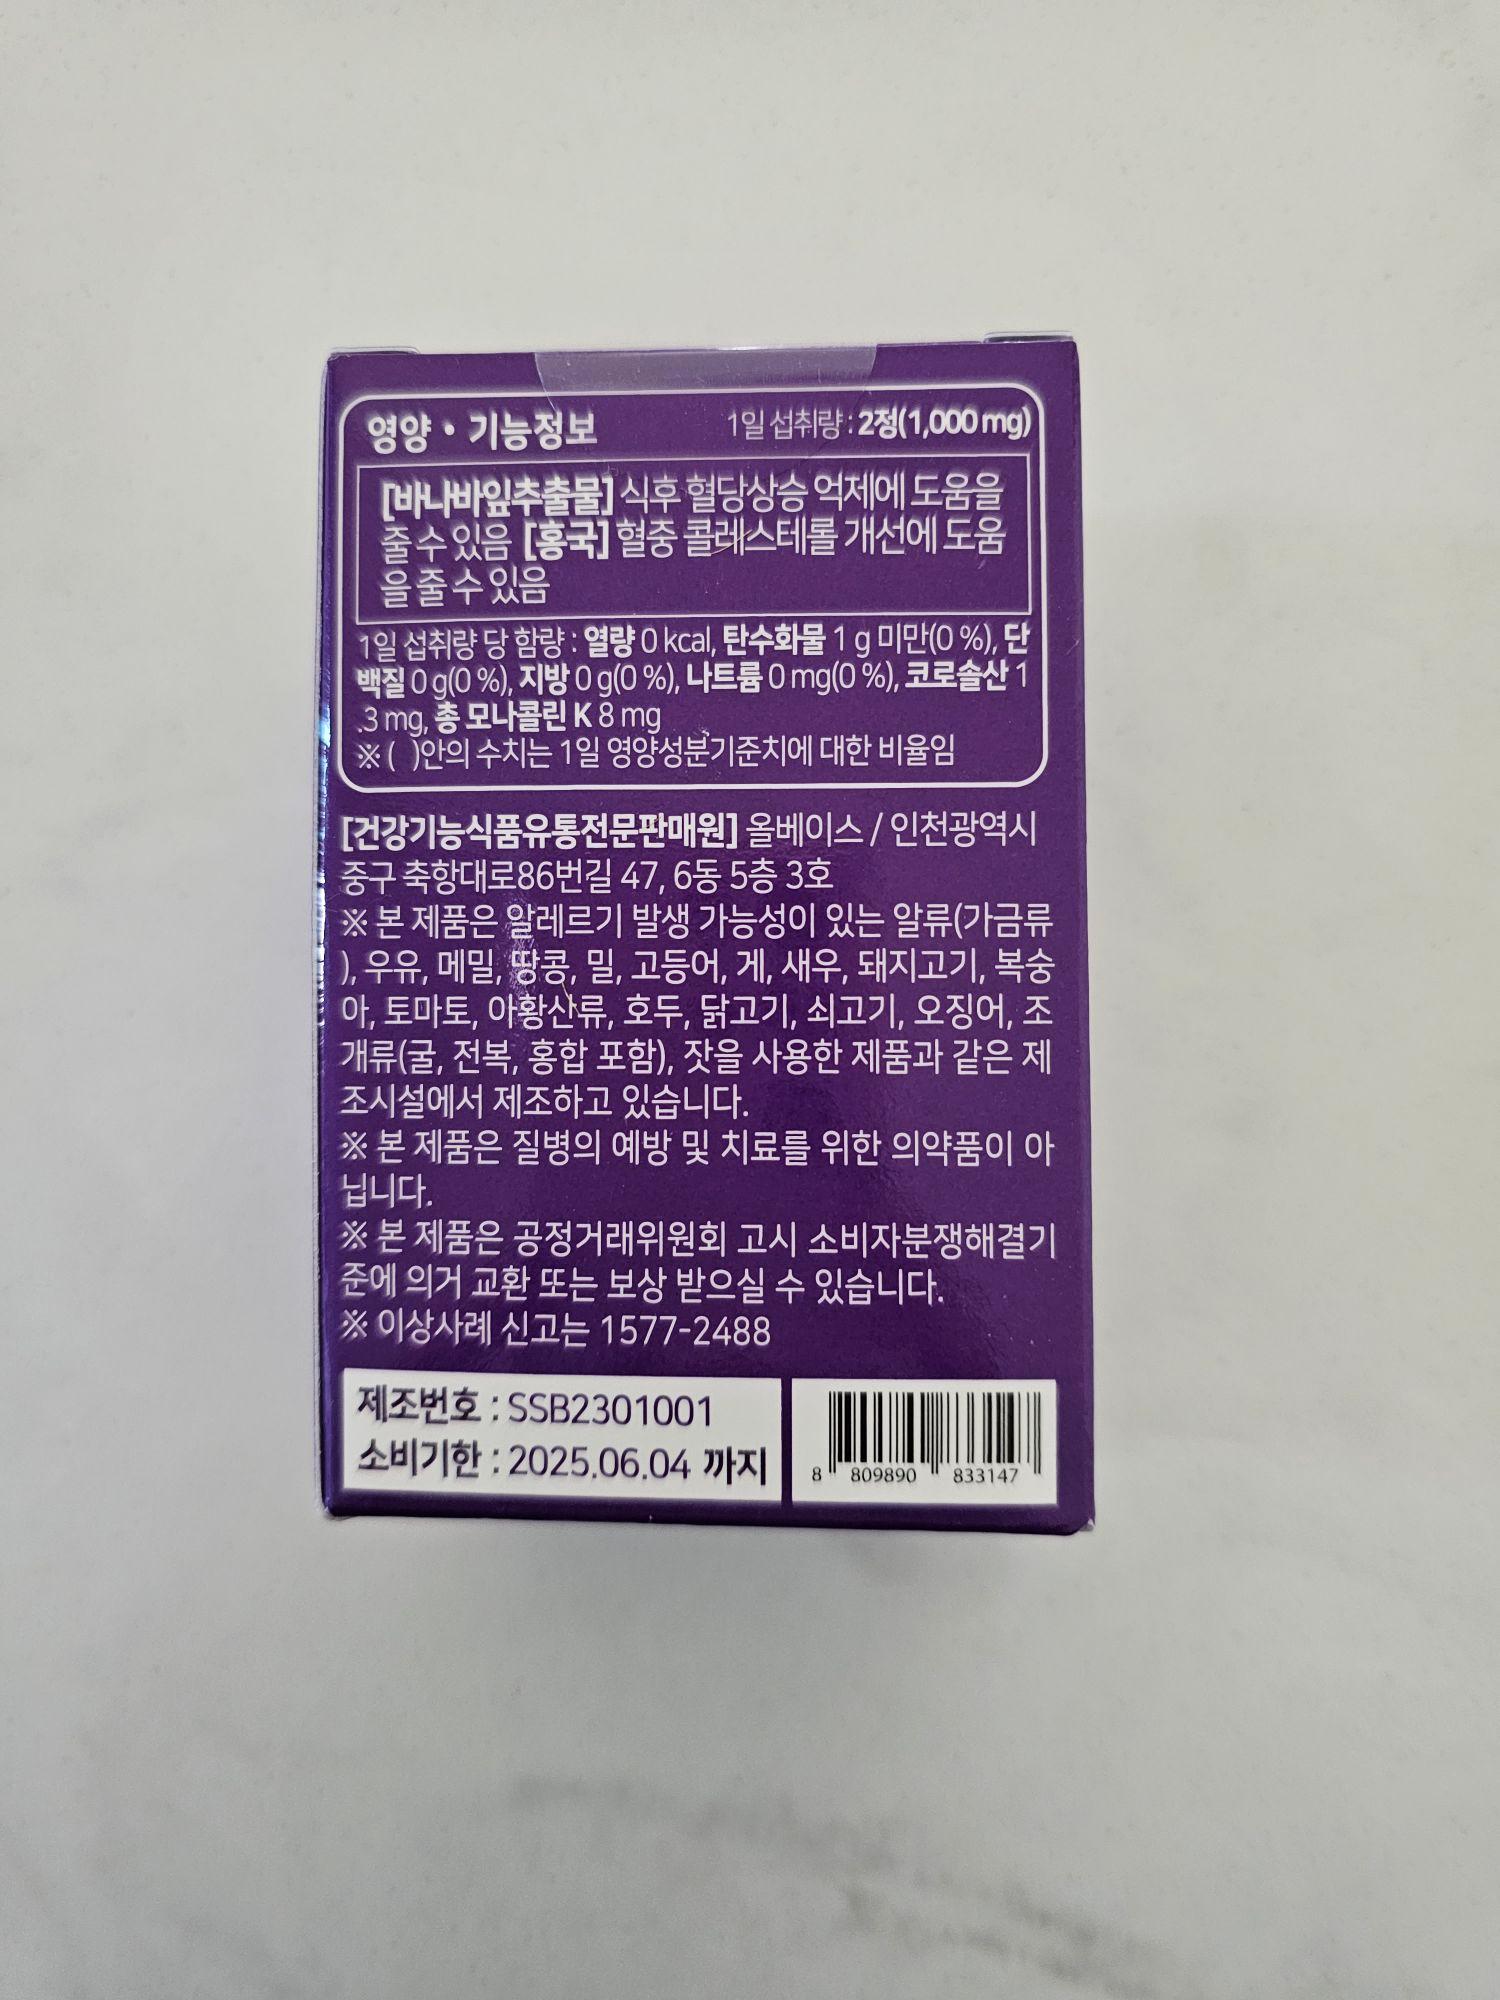 영양 • 기능정보 1일 섭취량 : 2정(1,000 mg)
[바나바잎추출물] 식후 혈당상승 억제에 도움을
줄 수 있음 [홍국] 혈중 콜레스테롤 개선에 도움
을 줄 수 있음
1일 섭취량 당 함량 : 열량 0 kcal, 탄수화물 1 g 미만(0 %), 단
백질 0 g(0 %), 지방 0 g(0 %), 나트륨 0 mg(0 %), 코로솔산 1
.3 mg, 총 모나콜린 K 8 mg
※ ( )안의 수치는 1일 영양성분기준치에 대한 비율임
[건강기능식품유통전문판매원] 올베이스 / 인천광역시
중구 축항대로86번길 47, 6동 5층 3호
※ 본 제품은 알레르기 발생 가능성이 있는 알류(가금류
), 우유, 메밀, 땅콩, 밀, 고등어, 게, 새우, 돼지고기, 복숭
아, 토마토, 아황산류, 호두, 닭고기, 쇠고기, 오징어, 조
개류(굴, 전복, 홍합 포함), 잣을 사용한 제품과 같은 제
조시설에서 제조하고 있습니다.
※ 본 제품은 질병의 예방 및 치료를 위한 의약품이 아
닙니다.
※ 본 제품은 공정거래위원회 고시 소비자분쟁해결기
준에 의거 교환 또는 보상 받으실 수 있습니다.
※ 이상사례 신고는 1577-2488
제조번호 : SSB2301001
소비기한 : 2025.06.04 까지
8 809890 833147